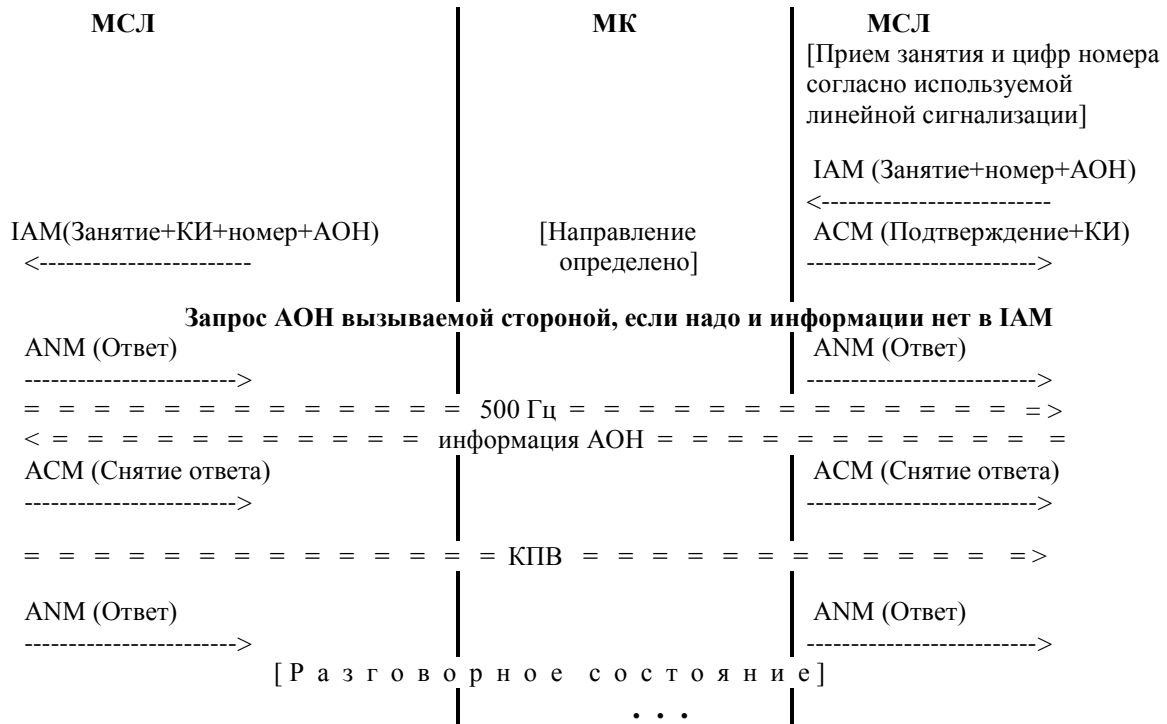 МСЛ МК МСЛ
[Прием занятия и цифр номера
согласно используемой
линейной сигнализации]
IAM (Занятие+номер+АОН)
<--------------------------
IAM(Занятие+КИ+номер+АОН) [Направление АСМ (Подтверждение+КИ)
<------------------------ определено] -------------------------->
Запрос АОН вызываемой стороной, если надо и информации нет в IAM
ANM (Ответ) ANM (Ответ)
------------------------> -------------------------->
= = = = = = = = = = = = = = 500 Гц = = = = = = = = = = = = = = =>
< = = = = = = = = = = = = информация АОН = = = = = = = = = = = = =
ACM (Снятие ответа) ACM (Снятие ответа)
------------------------> -------------------------->
= = = = = = = = = = = = = = = КПВ = = = = = = = = = = = = = =>
ANM (Ответ) ANM (Ответ)
------------------------> -------------------------->
[ Р а з г о в о р н о е с о с т о я н и е ]
. . .